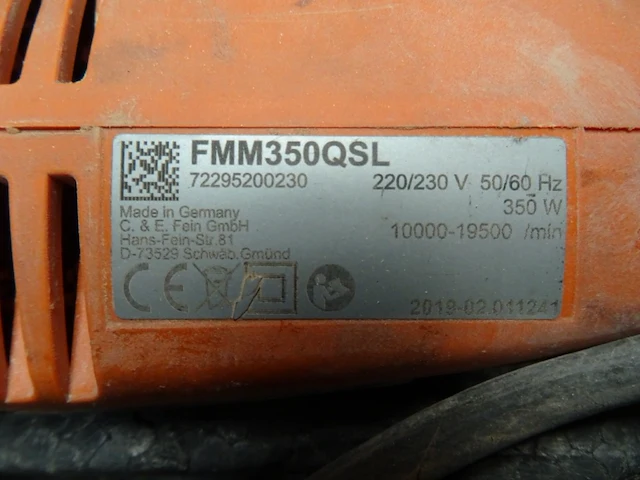 FMM350QSL
72295200230 220/230 V 50/60 Hz
350 W
Made in Germany
C. & E. Fein GmbH
10000-19500 /min
Hans-Fein-Str.81
D-73529 Schwäb.Gmünd
CE
2019-02.011241